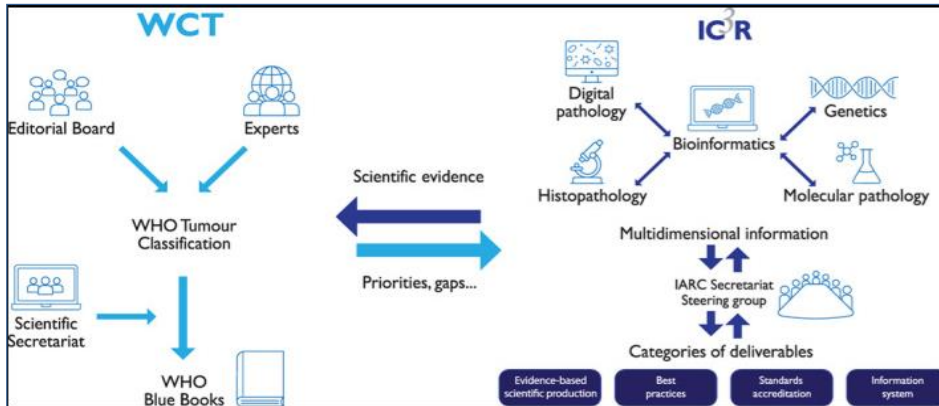 WCT
Editorial Board
Experts
WHO Tumour
Classification
Scientific
Secretariat
WHO
Blue Books
Scientific evidence
Priorities, gaps...
IC3R
Digital
pathology
Genetics
Bioinformatics
Histopathology
Molecular pathology
Multidimensional information
IARC Secretariat
Steering group
Categories of deliverables
Evidence-based
scientific production
Best
practices
Standards
accreditation
Information
system